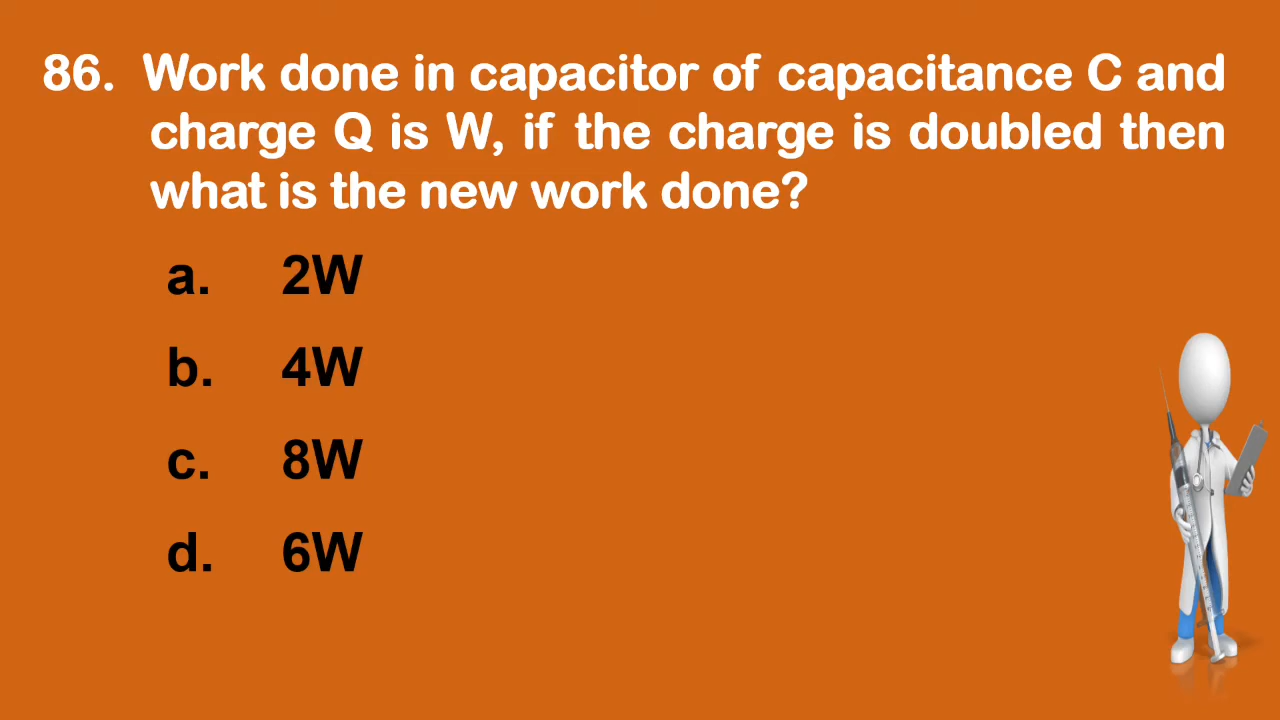 86. Work done in capacitor of capacitance C and
charge Q is W, if the charge is doubled then
what is the new work done?
a. 2W
b. 4W
c. 8W
d. 6W